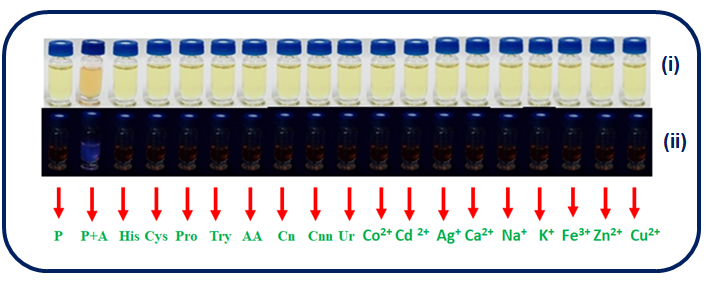 (i)
(ii)
P P+A His Cys Pro Try AA Cn Cnn Ur Co²⁺ Cd ²⁺ Ag⁺ Ca²⁺ Na⁺ K⁺ Fe³⁺ Zn²⁺ Cu²⁺